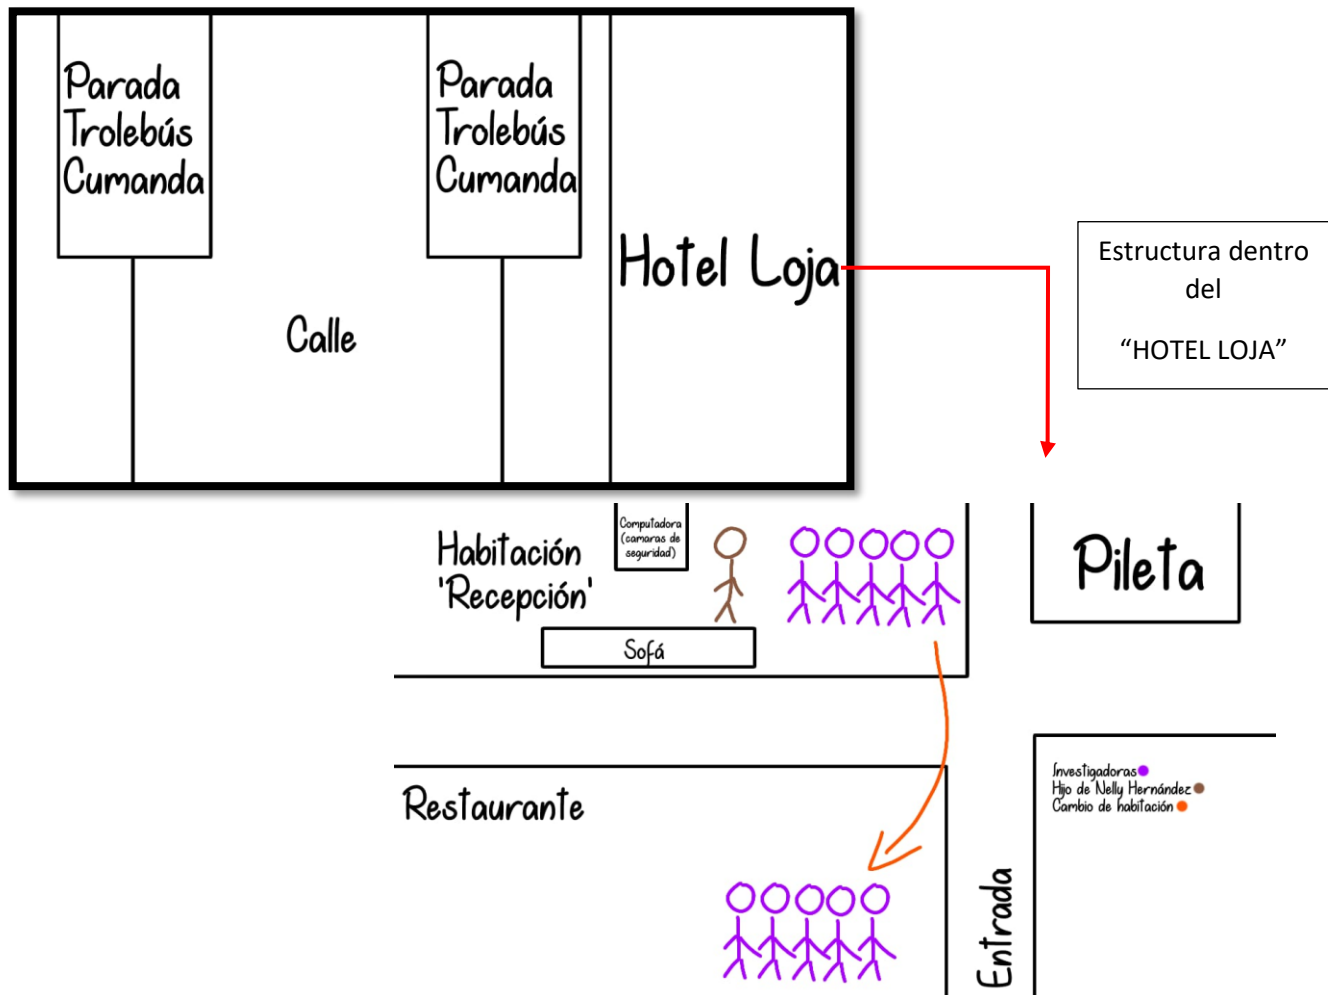 Parada
Trolebús
Cumanda
Parada
Trolebús
Cumanda
Hotel Loja
Calle
Estructura dentro
del
“HOTEL LOJA”
Habitación
'Recepción'
Computadora
(camaras de
seguridad)
Sofá
Pileta
Restaurante
Investigadoras
Hijo de Nelly Hernández
Cambio de habitación
Entrada